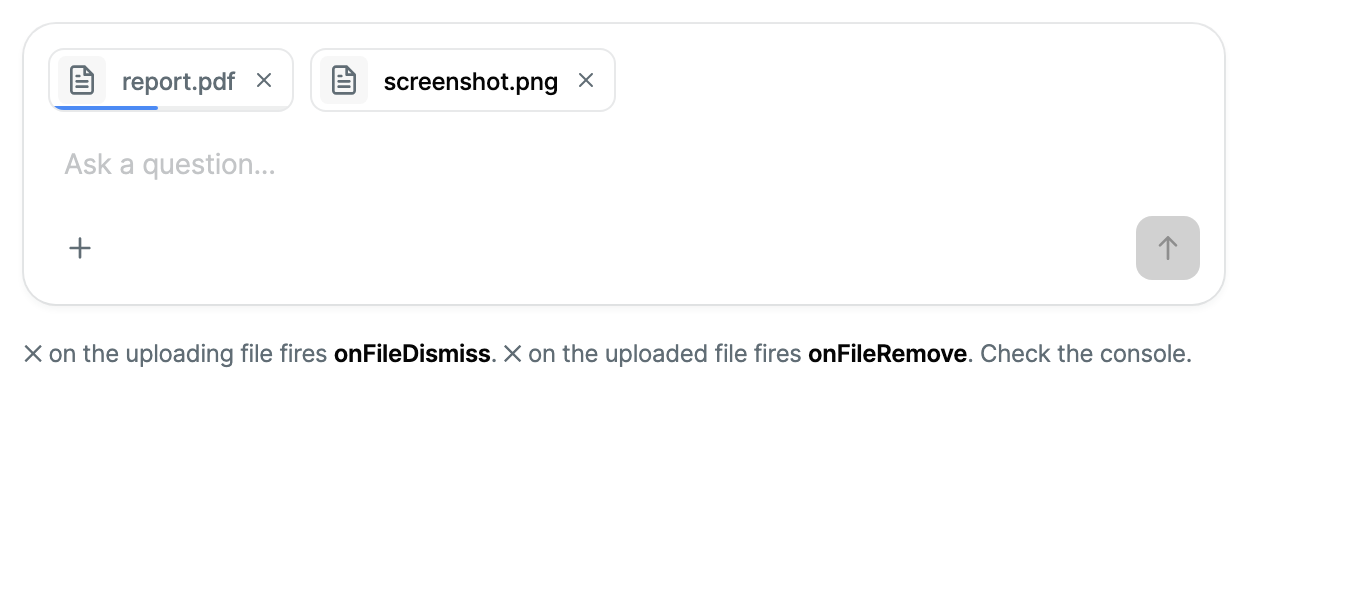 report.pdf screenshot.png
Ask a question...
on the uploading file fires onFileDismiss. on the uploaded file fires onFileRemove. Check the console.